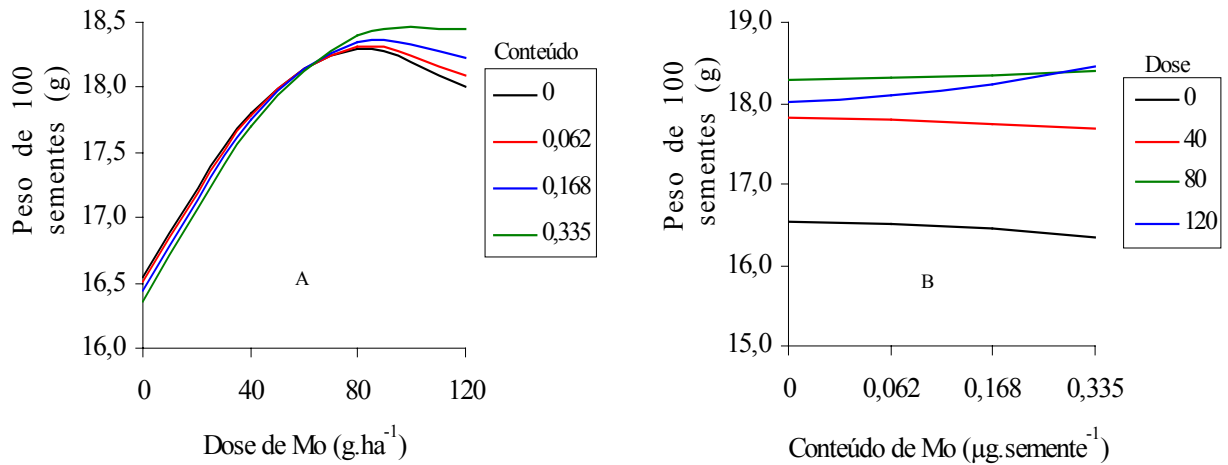 Peso de 100
sementes (g)
18,5
18,0
17,5
17,0
16,5
16,0
0
40
80
120
Dose de Mo (g.ha-1)
A
Conteúdo
0
0,062
0,168
0,335
Peso de 100
sementes (g)
19,0
18,0
17,0
16,0
15,0
0
0,062
0,168
0,335
Conteúdo de Mo (µg.semente-1)
B
Dose
0
40
80
120